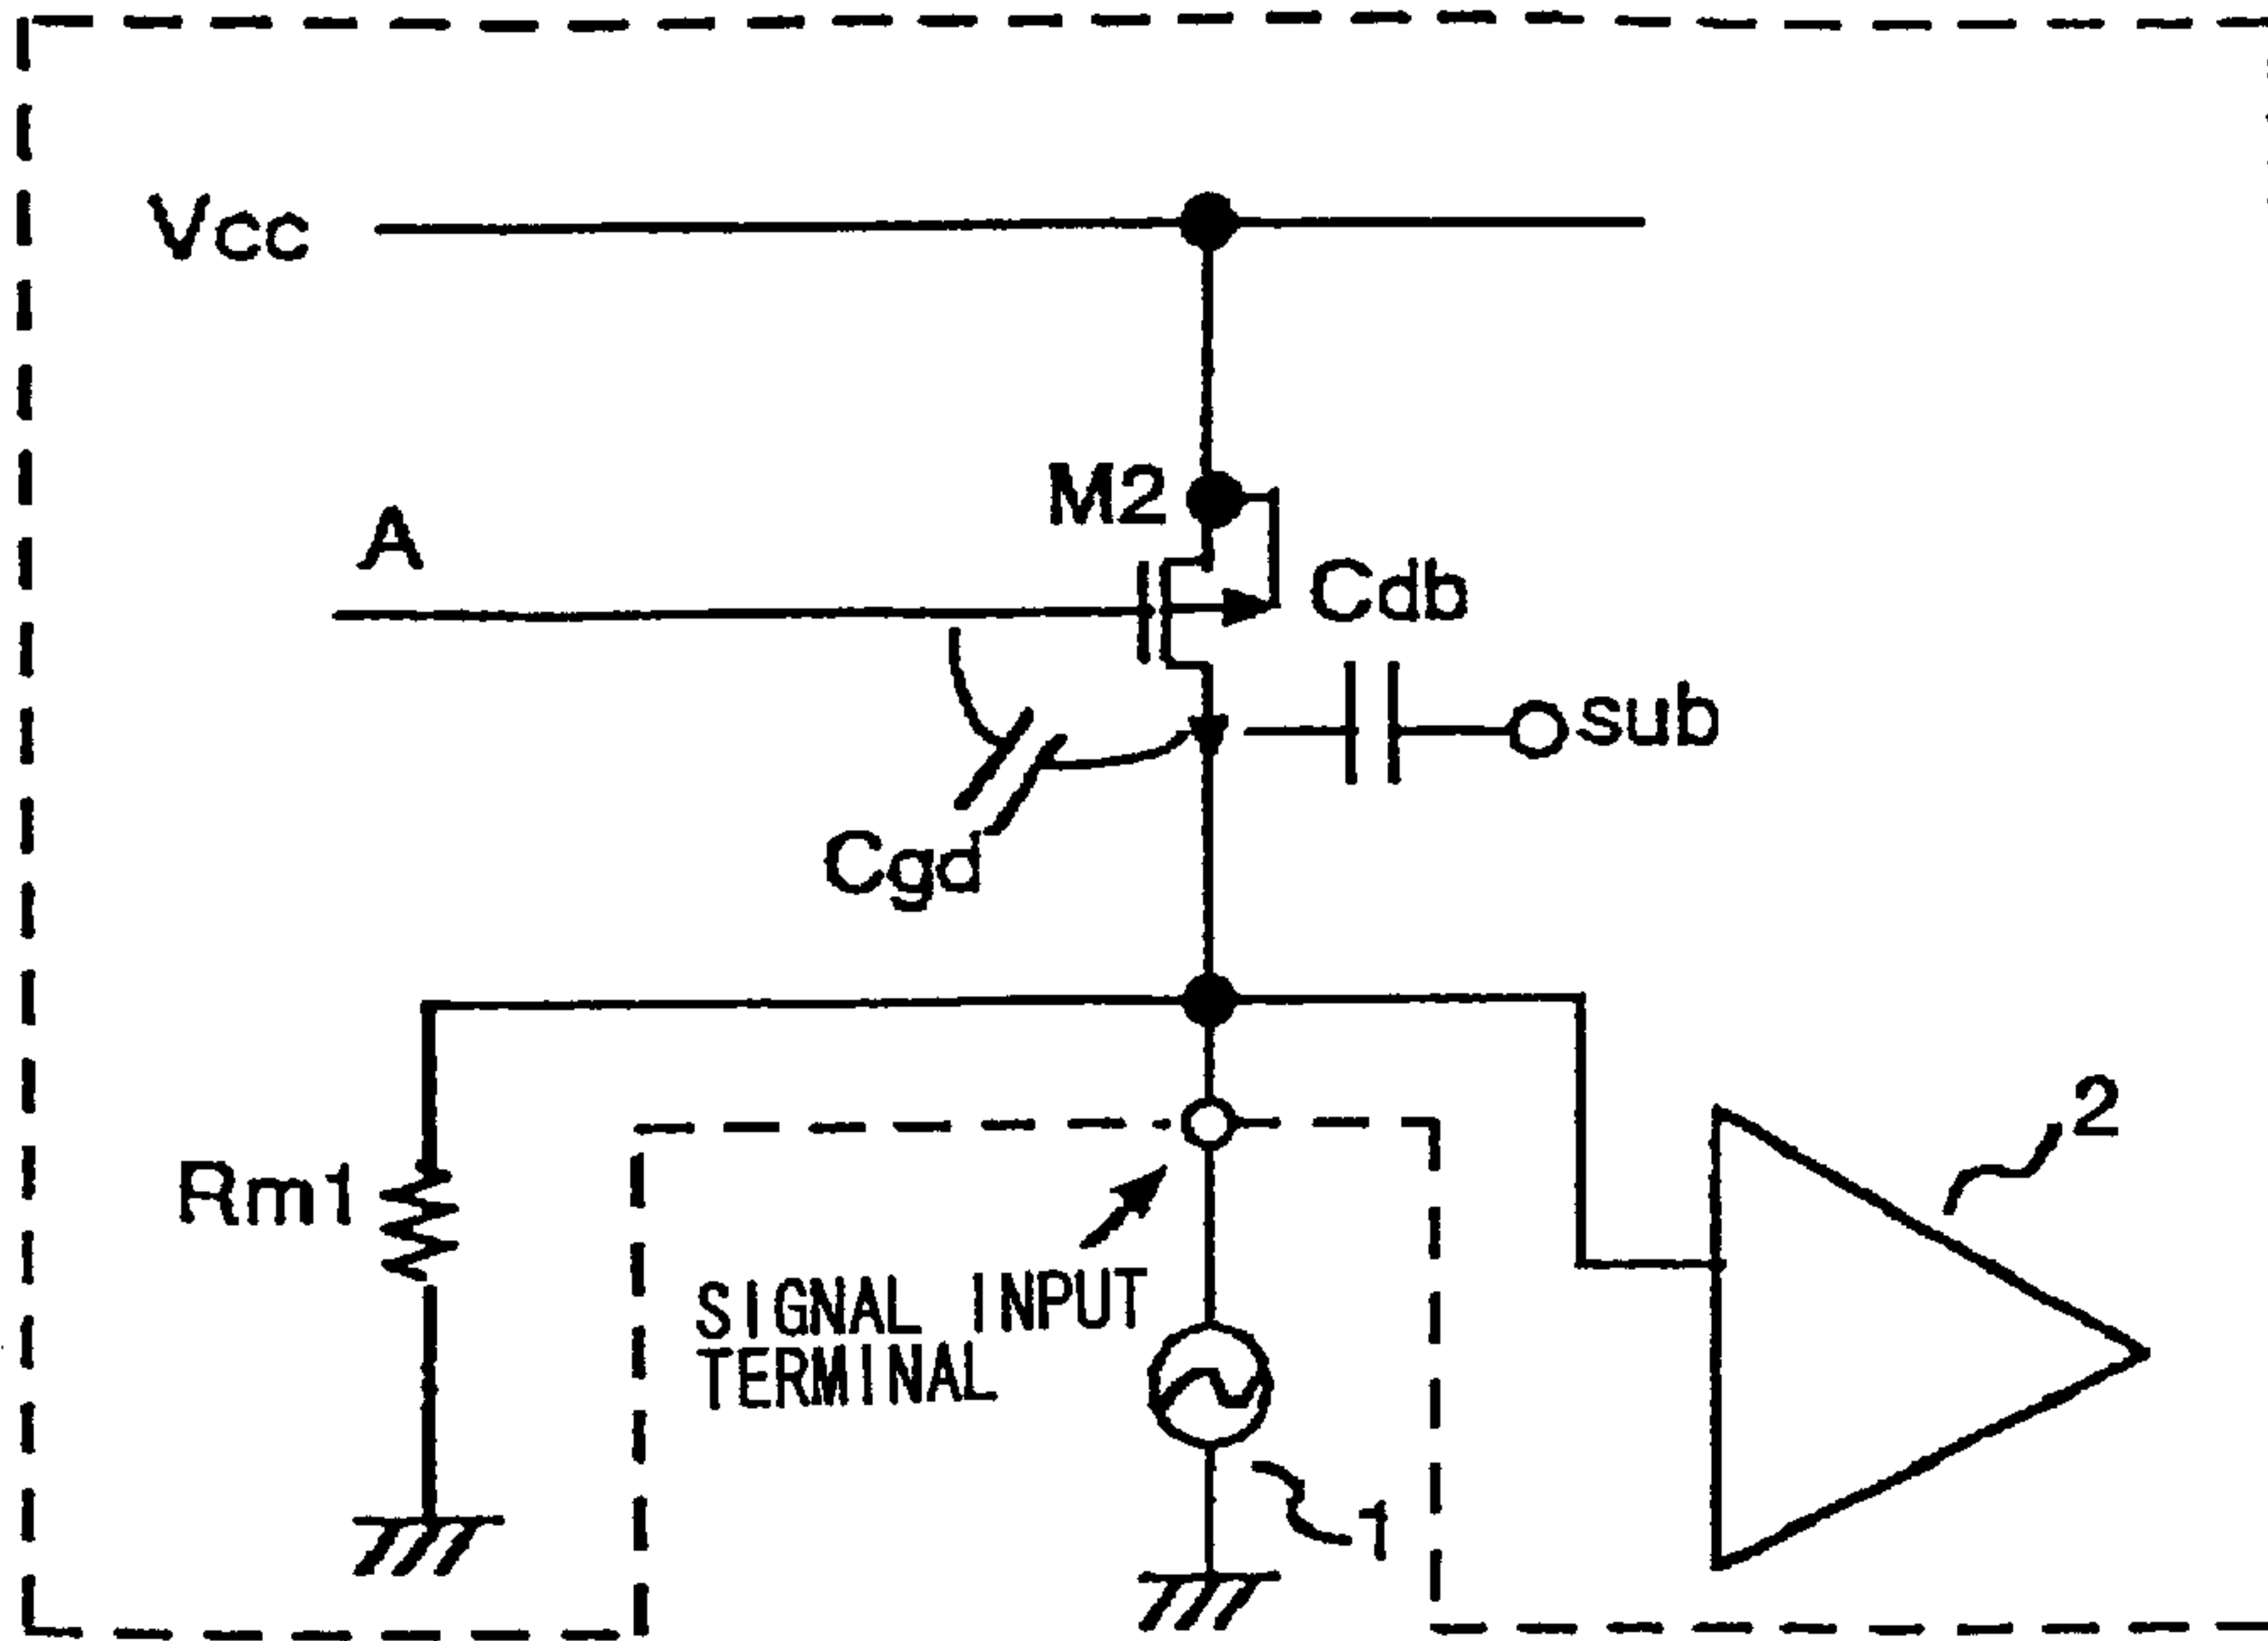 Vcc
M2
A
Cdb
sub
Cgd
2
Rm1
SIGNAL INPUT
TERMINAL
1